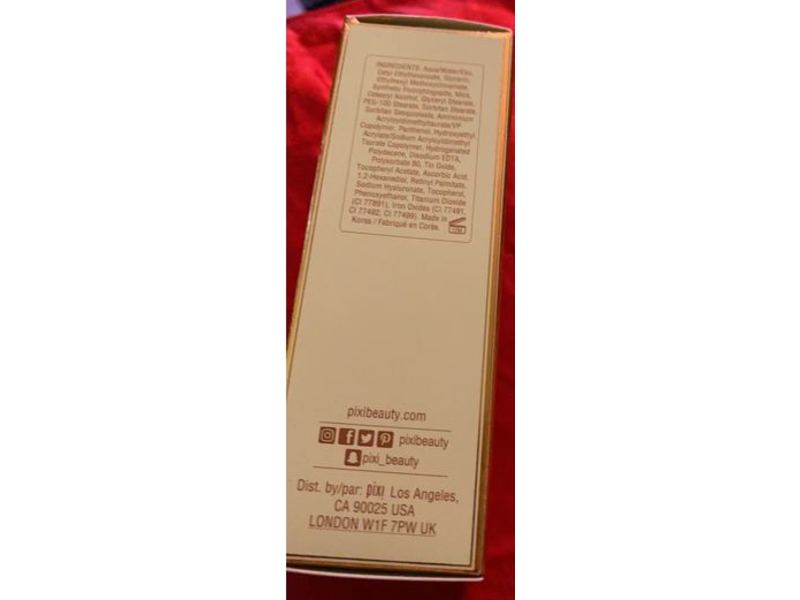 INGREDIENTS: Aqua/Water/Eau,
Cetyl Ethylhexanoate, Glycerin,
Ethylhexyl Methoxycinnamate,
Synthetic Fluorphlogopite, Mica,
Cetearyl Alcohol, Glyceryl Stearate,
PEG-100 Stearate, Sorbitan Stearate,
Sorbitan Sesquioleate, Ammonium
Acryloyldimethyltaurate/VP
Copolymer, Panthenol, Hydroxyethyl
Acrylate/Sodium Acryloyldimethyl
Taurate Copolymer, Hydrogenated
Polydecene, Disodium EDTA,
Polysorbate 80, Tin Oxide,
Tocopheryl Acetate, Ascorbic Acid,
1,2-Hexanediol, Retinyl Palmitate,
Sodium Hyaluronate, Tocopherol,
Phenoxyethanol, Titanium Dioxide
(CI 77891), Iron Oxides (CI 77491,
CI 77492, CI 77499). Made in
Korea / Fabriqué en Corée.
pixibeauty.com
pixibeauty
pixi_beauty
Dist. by/par: pixi Los Angeles,
CA 90025 USA
LONDON W1F 7PW UK